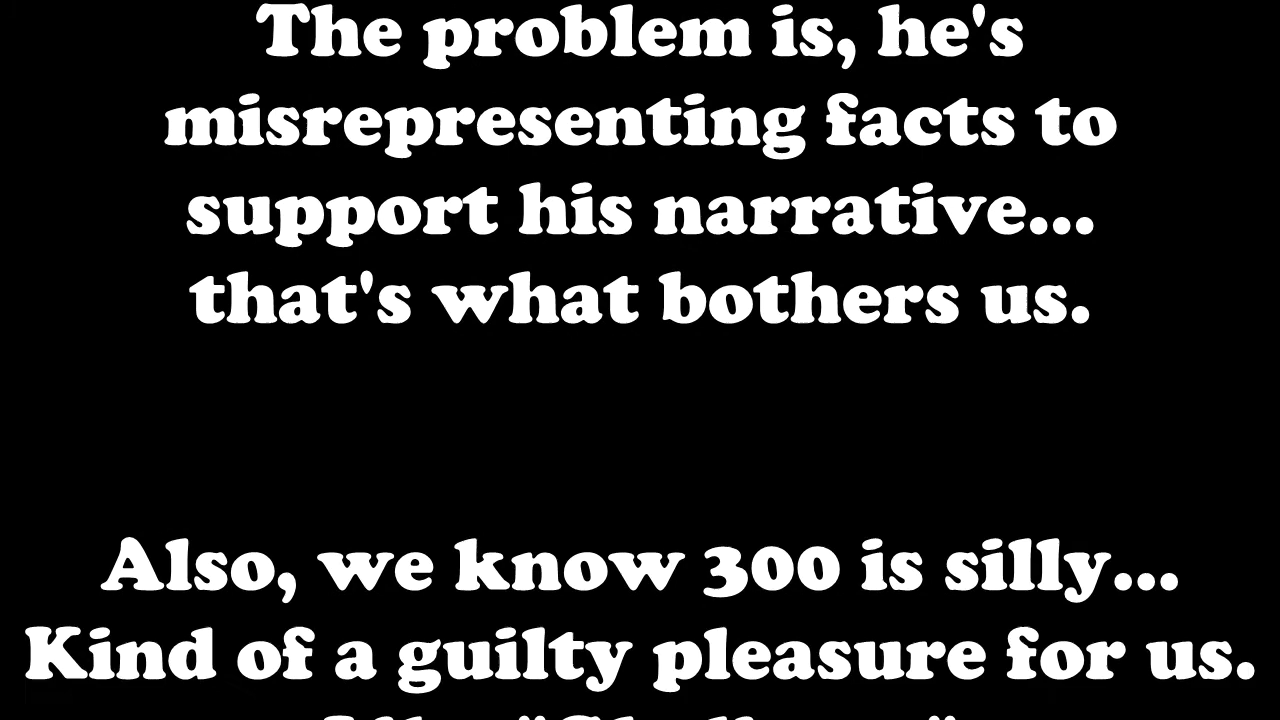 The problem is, he's
misrepresenting facts to
support his narrative...
that's what bothers us.
Also, we know 300 is silly...
Kind of a guilty pleasure for us.